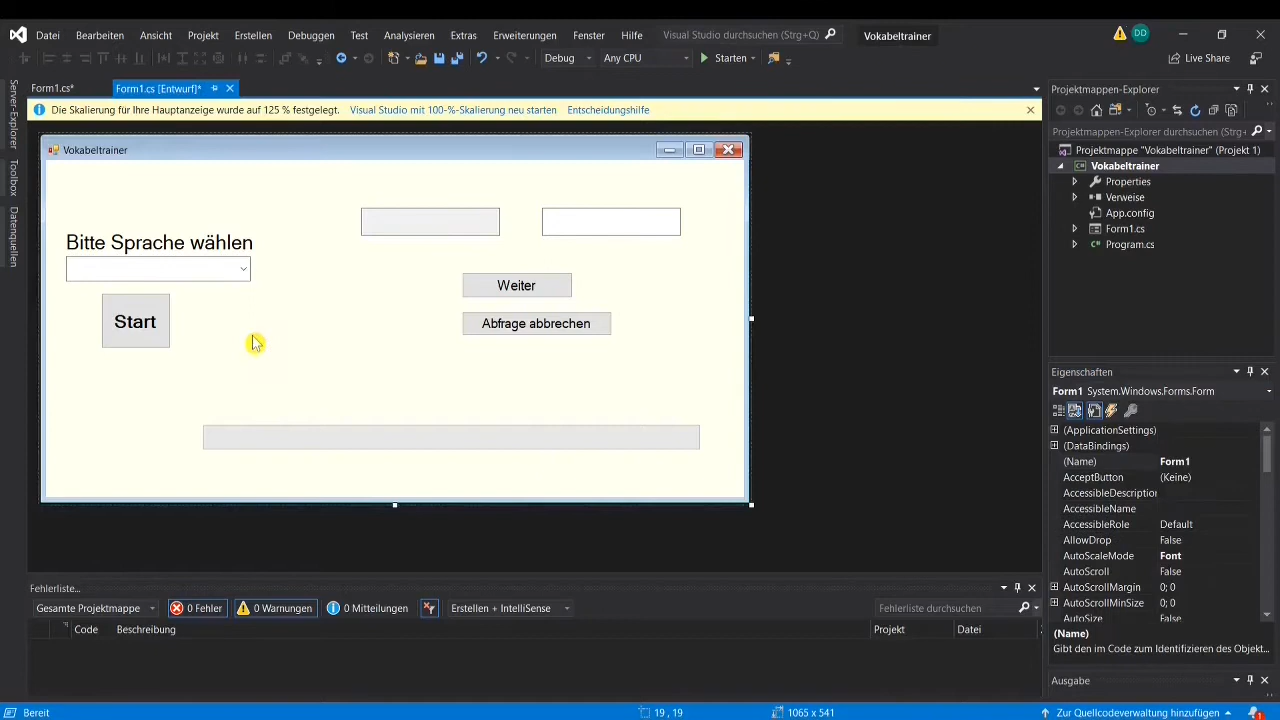 Datei Bearbeiten Ansicht Projekt Erstellen Debuggen Test Analysieren Extras Erweiterungen Fenster Hilfe Visual Studio durchsuchen (Strg+Q) Vokabeltrainer DD
Debug Any CPU Starten Live Share
Form1.cs* Form1.cs [Entwurf]*
Die Skalierung für Ihre Hauptanzeige wurde auf 125 % festgelegt. Visual Studio mit 100-%-Skalierung neu starten Entscheidungshilfe
Server-Explorer
Toolbox
Datenquellen
Vokabeltrainer
Bitte Sprache wählen
Start
Weiter
Abfrage abbrechen
Projektmappen-Explorer
Projektmappen-Explorer durchsuchen (Strg+
Projektmappe "Vokabeltrainer" (Projekt 1)
Vokabeltrainer
Properties
Verweise
App.config
Form1.cs
Program.cs
Eigenschaften
Form1 System.Windows.Forms.Form
(ApplicationSettings)
(DataBindings)
(Name) Form1
AcceptButton (Keine)
AccessibleDescription
AccessibleName
AccessibleRole Default
AllowDrop False
AutoScaleMode Font
AutoScroll False
AutoScrollMargin 0; 0
AutoScrollMinSize 0; 0
AutoSize False
(Name)
Gibt den im Code zum Identifizieren des Objekt...
Ausgabe
Fehlerliste...
Gesamte Projektmappe 0 Fehler 0 Warnungen 0 Mitteilungen Erstellen + IntelliSense Fehlerliste durchsuchen
Code Beschreibung Projekt Datei
Bereit 19 , 19 1065 x 541 Zur Quellcodeverwaltung hinzufügen 1